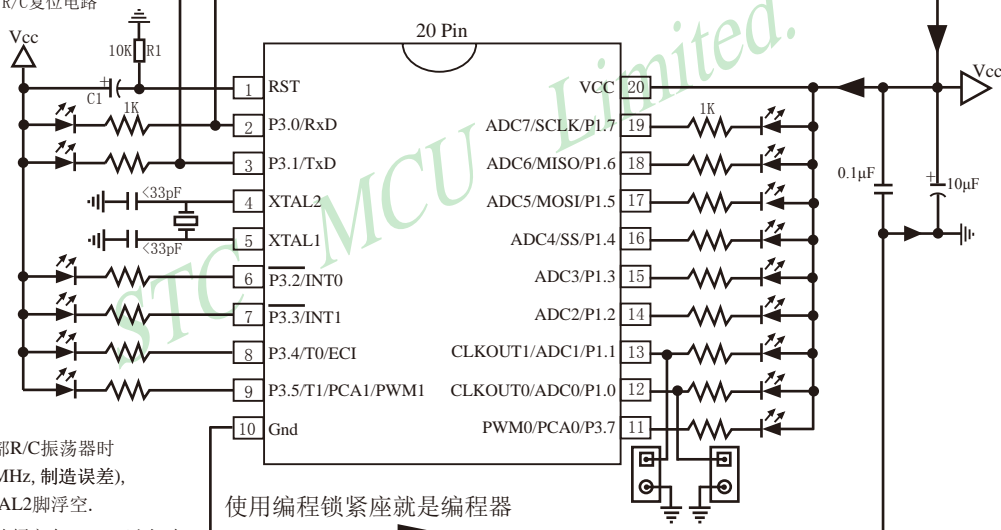 R/C复位电路
Vcc
20 Pin
10K R1
C1
1K
1 RST
2 P3.0/RxD
3 P3.1/TxD
4 XTAL2
5 XTAL1
<33pF
<33pF
6 P3.2/INT0
7 P3.3/INT1
8 P3.4/T0/ECI
9 P3.5/T1/PCA1/PWM1
10 Gnd
VCC 20
ADC7/SCLK/P1.7 19
ADC6/MISO/P1.6 18
ADC5/MOSI/P1.5 17
ADC4/SS/P1.4 16
ADC3/P1.3 15
ADC2/P1.2 14
CLKOUT1/ADC1/P1.1 13
CLKOUT0/ADC0/P1.0 12
PWM0/PCA0/P3.7 11
1K
Vcc
0.1μF
+
10μF
STC MCU Limited.
部R/C振荡器时
MHz, 制造误差),
AL2脚浮空.
使用编程锁紧座就是编程器